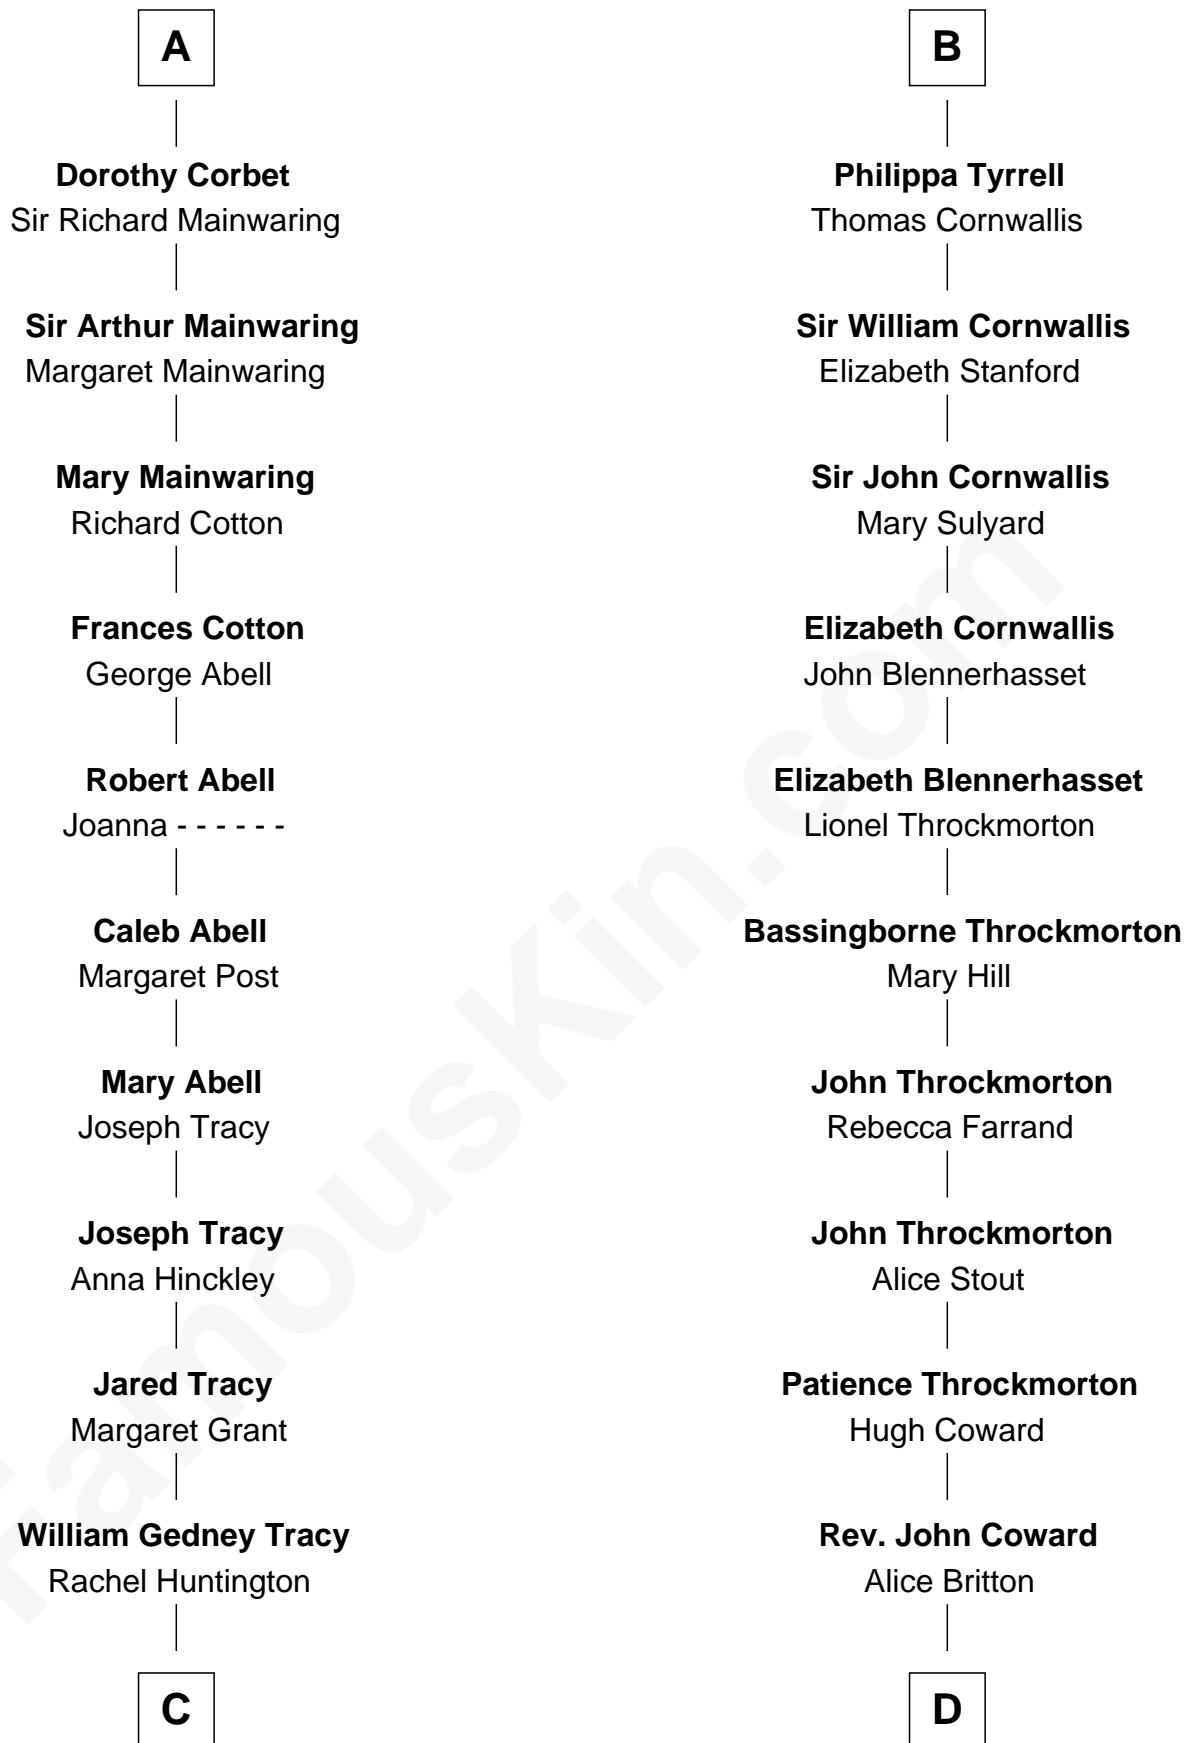 A
Dorothy Corbet
Sir Richard Mainwaring
Sir Arthur Mainwaring
Margaret Mainwaring
Mary Mainwaring
Richard Cotton
Frances Cotton
George Abell
Robert Abell
Joanna - - - - - -
Caleb Abell
Margaret Post
Mary Abell
Joseph Tracy
Joseph Tracy
Anna Hinckley
Jared Tracy
Margaret Grant
William Gedney Tracy
Rachel Huntington
C
B
Philippa Tyrrell
Thomas Cornwallis
Sir William Cornwallis
Elizabeth Stanford
Sir John Cornwallis
Mary Sulyard
Elizabeth Cornwallis
John Blennerhasset
Elizabeth Blennerhasset
Lionel Throckmorton
Bassingborne Throckmorton
Mary Hill
John Throckmorton
Rebecca Farrand
John Throckmorton
Alice Stout
Patience Throckmorton
Hugh Coward
Rev. John Coward
Alice Britton
D
FamousKin.com